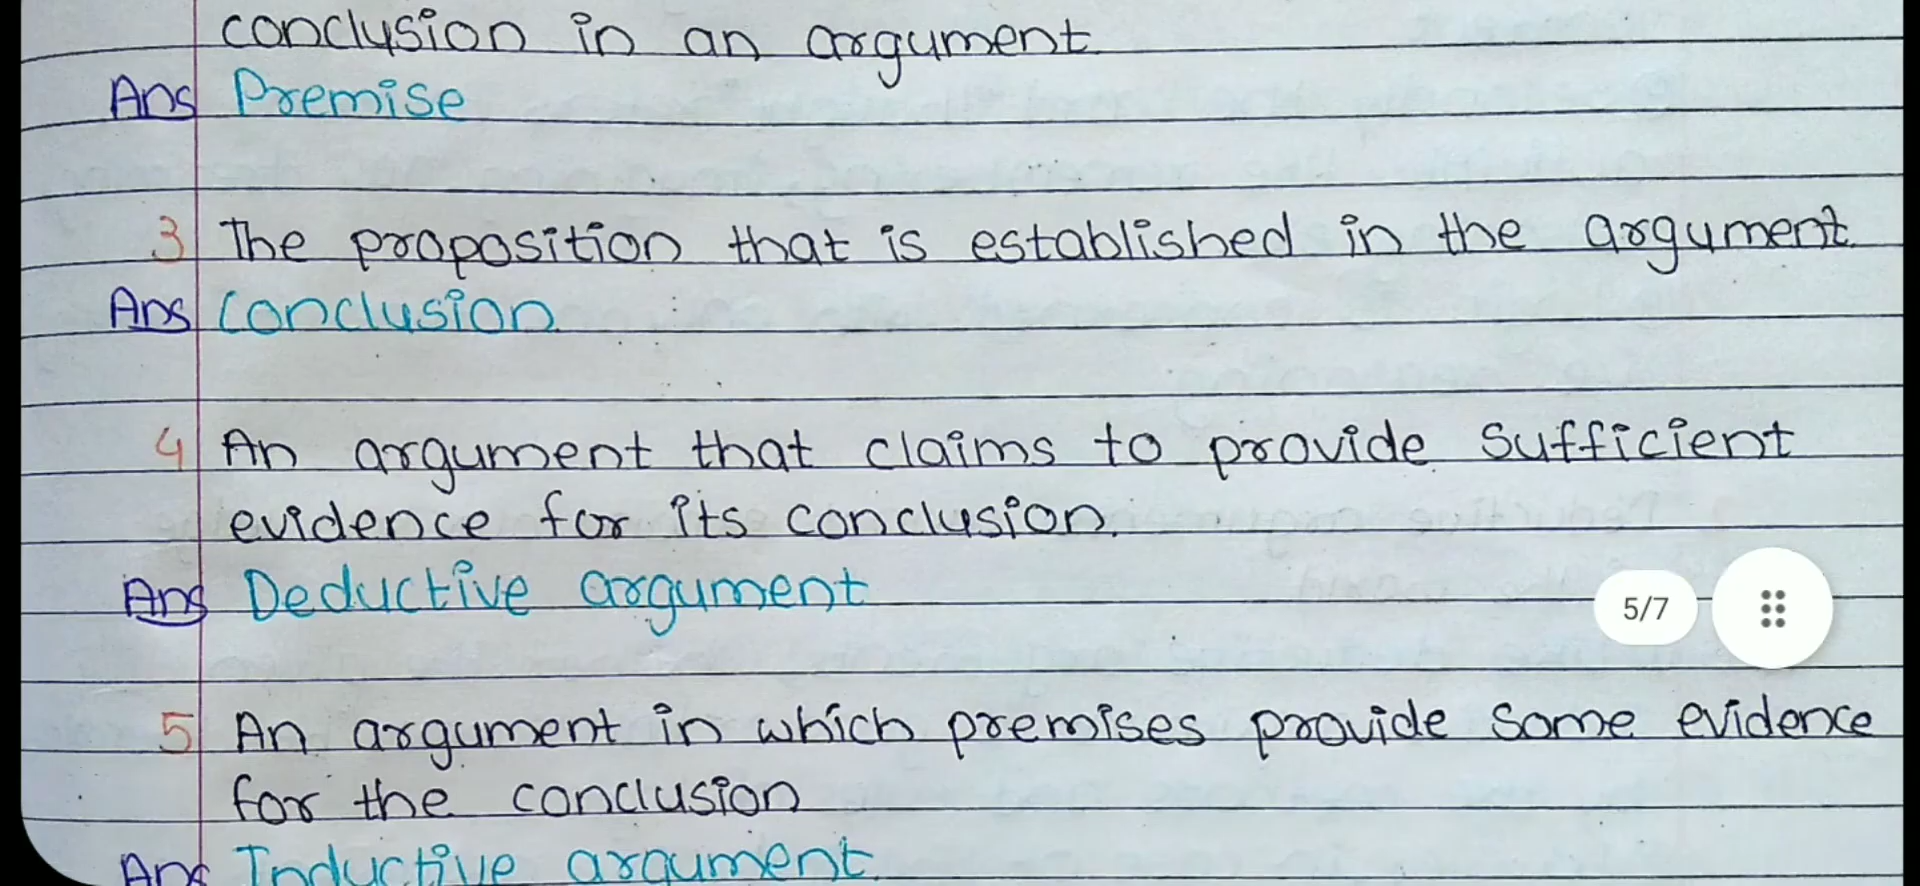 conclusion in an argument.
Ans Premise
3 The proposition that is established in the argument.
Ans Conclusion
4 An argument that claims to provide sufficient
evidence for its conclusion.
Ans Deductive argument
5/7
5 An argument in which premises provide some evidence
for the conclusion
Ans Inductive argument.